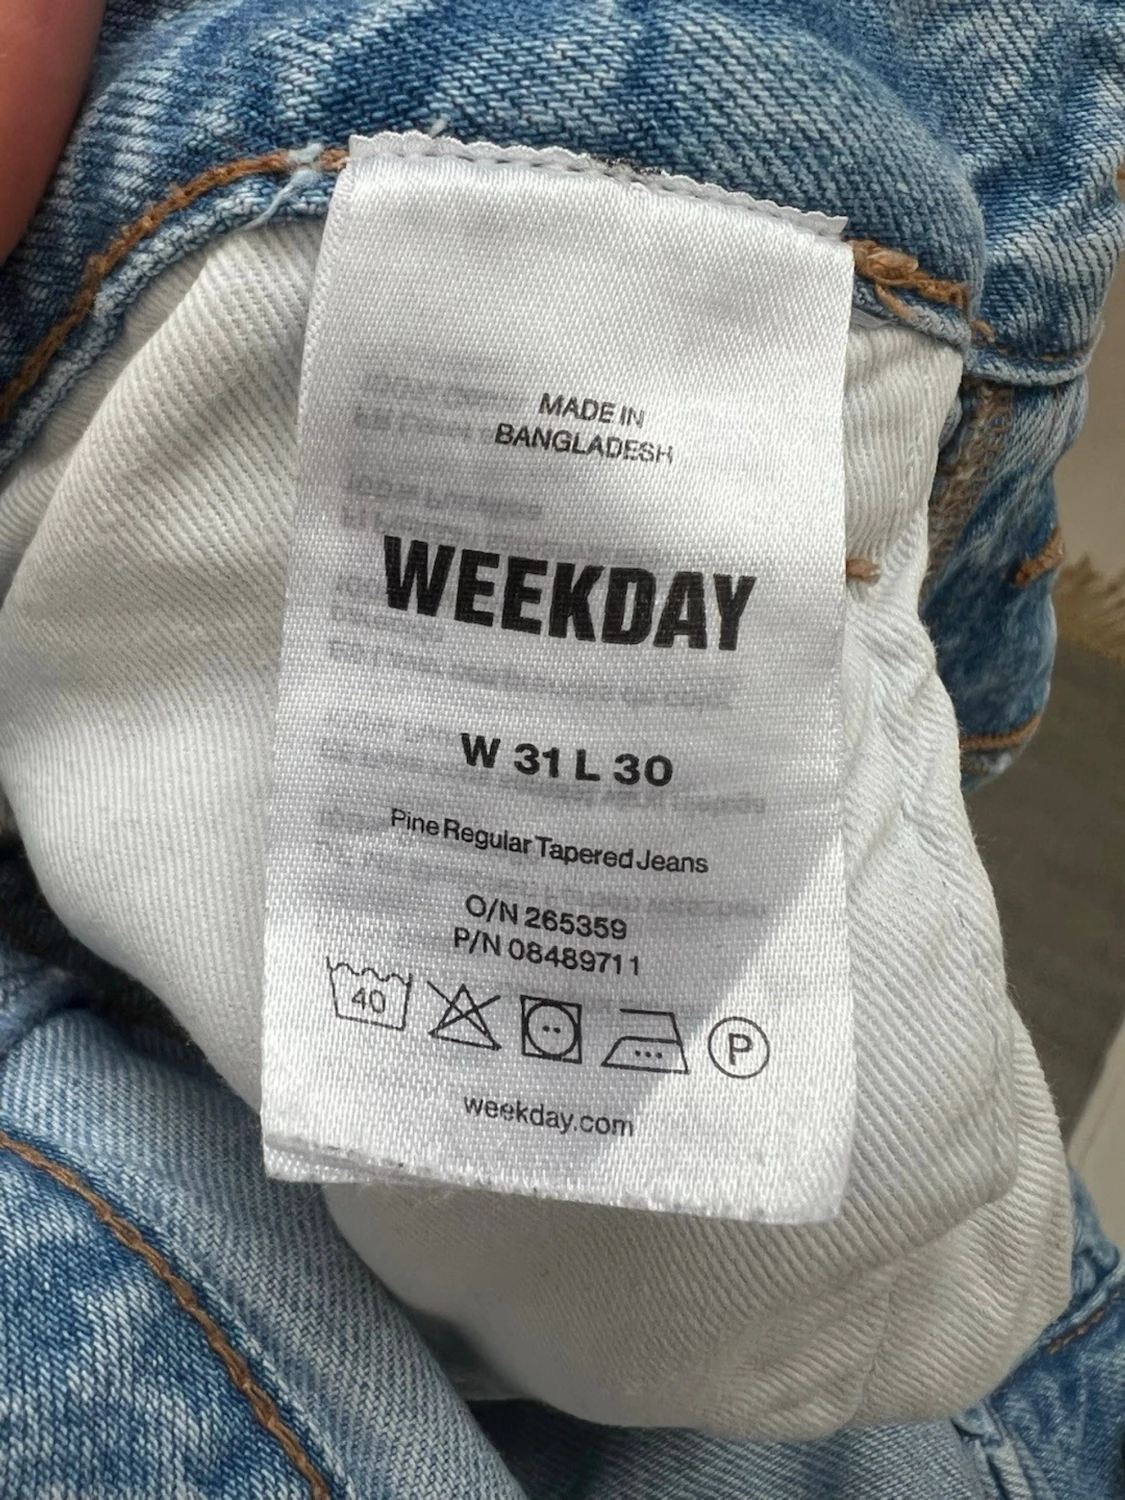 MADE IN
BANGLADESH
WEEKDAY
W 31 L 30
Pine Regular Tapered Jeans
O/N 265359
P/N 08489711
40
P
weekday.com